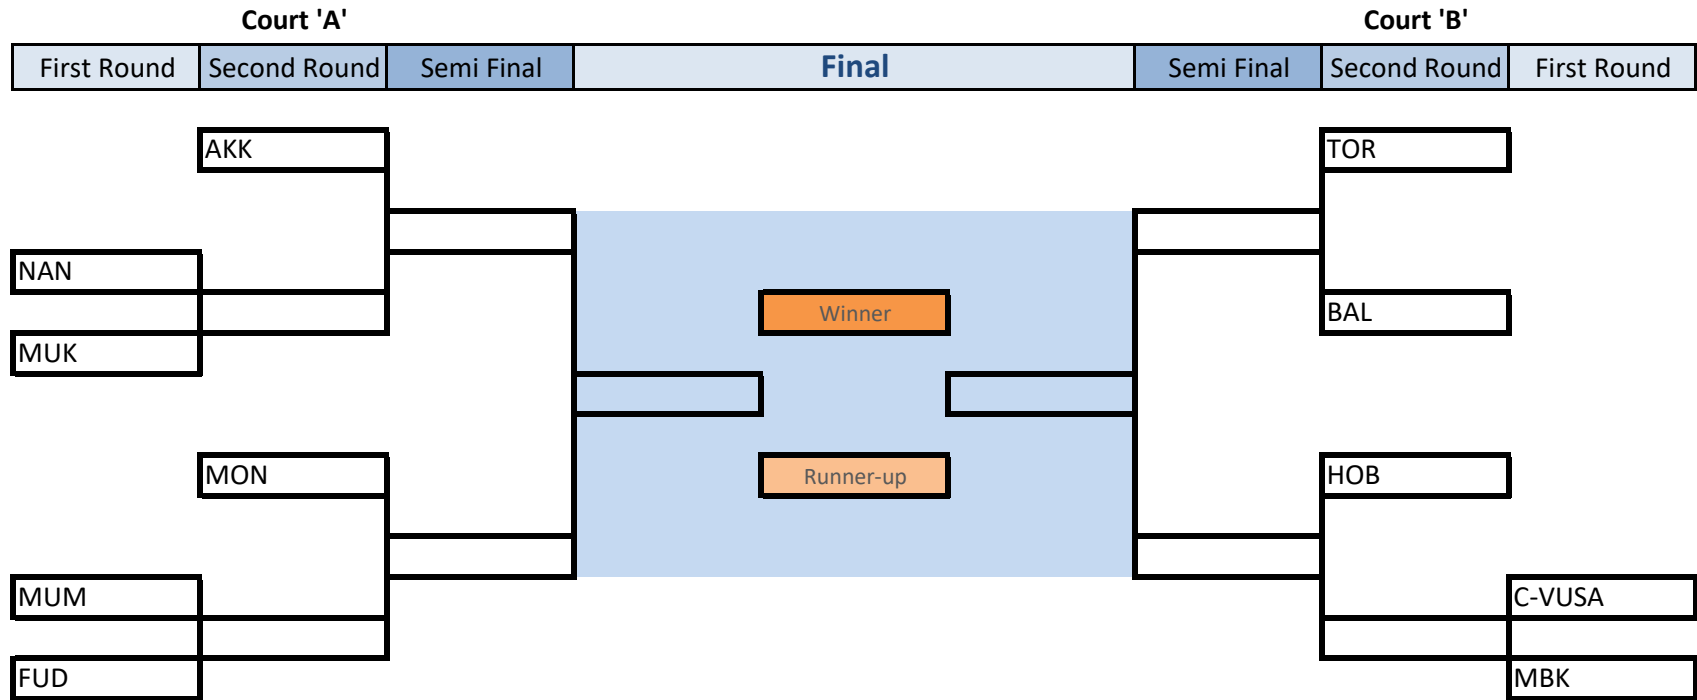 Court 'A' Court 'B'
First Round Second Round Semi Final Final Semi Final Second Round First Round
AKK TOR
NAN
Winner BAL
MUK
MON Runner-up HOB
MUM C-VUSA
FUD MBK